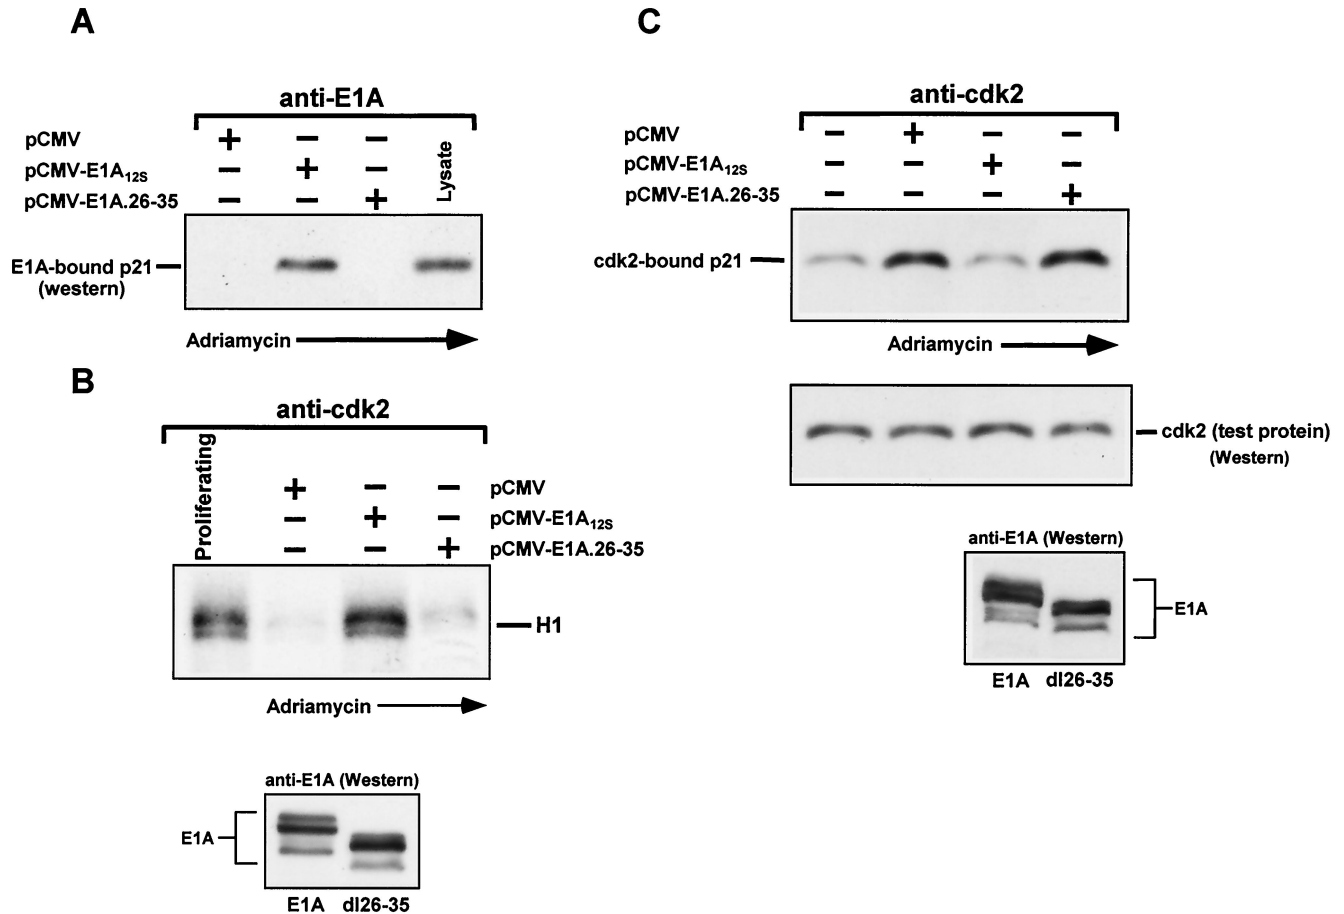 A
anti-E1A
pCMV + − −
pCMV-E1A12S − + −
pCMV-E1A.26-35 − − +
Lysate
E1A-bound p21
(western)
Adriamycin
B
anti-cdk2
Proliferating
+ − − pCMV
− + − pCMV-E1A12S
− − + pCMV-E1A.26-35
H1
Adriamycin
anti-E1A (Western)
E1A
E1A dl26-35
C
anti-cdk2
pCMV − + − −
pCMV-E1A12S − − + −
pCMV-E1A.26-35 − − − +
cdk2-bound p21
Adriamycin
cdk2 (test protein)
(Western)
anti-E1A (Western)
E1A
E1A dl26-35